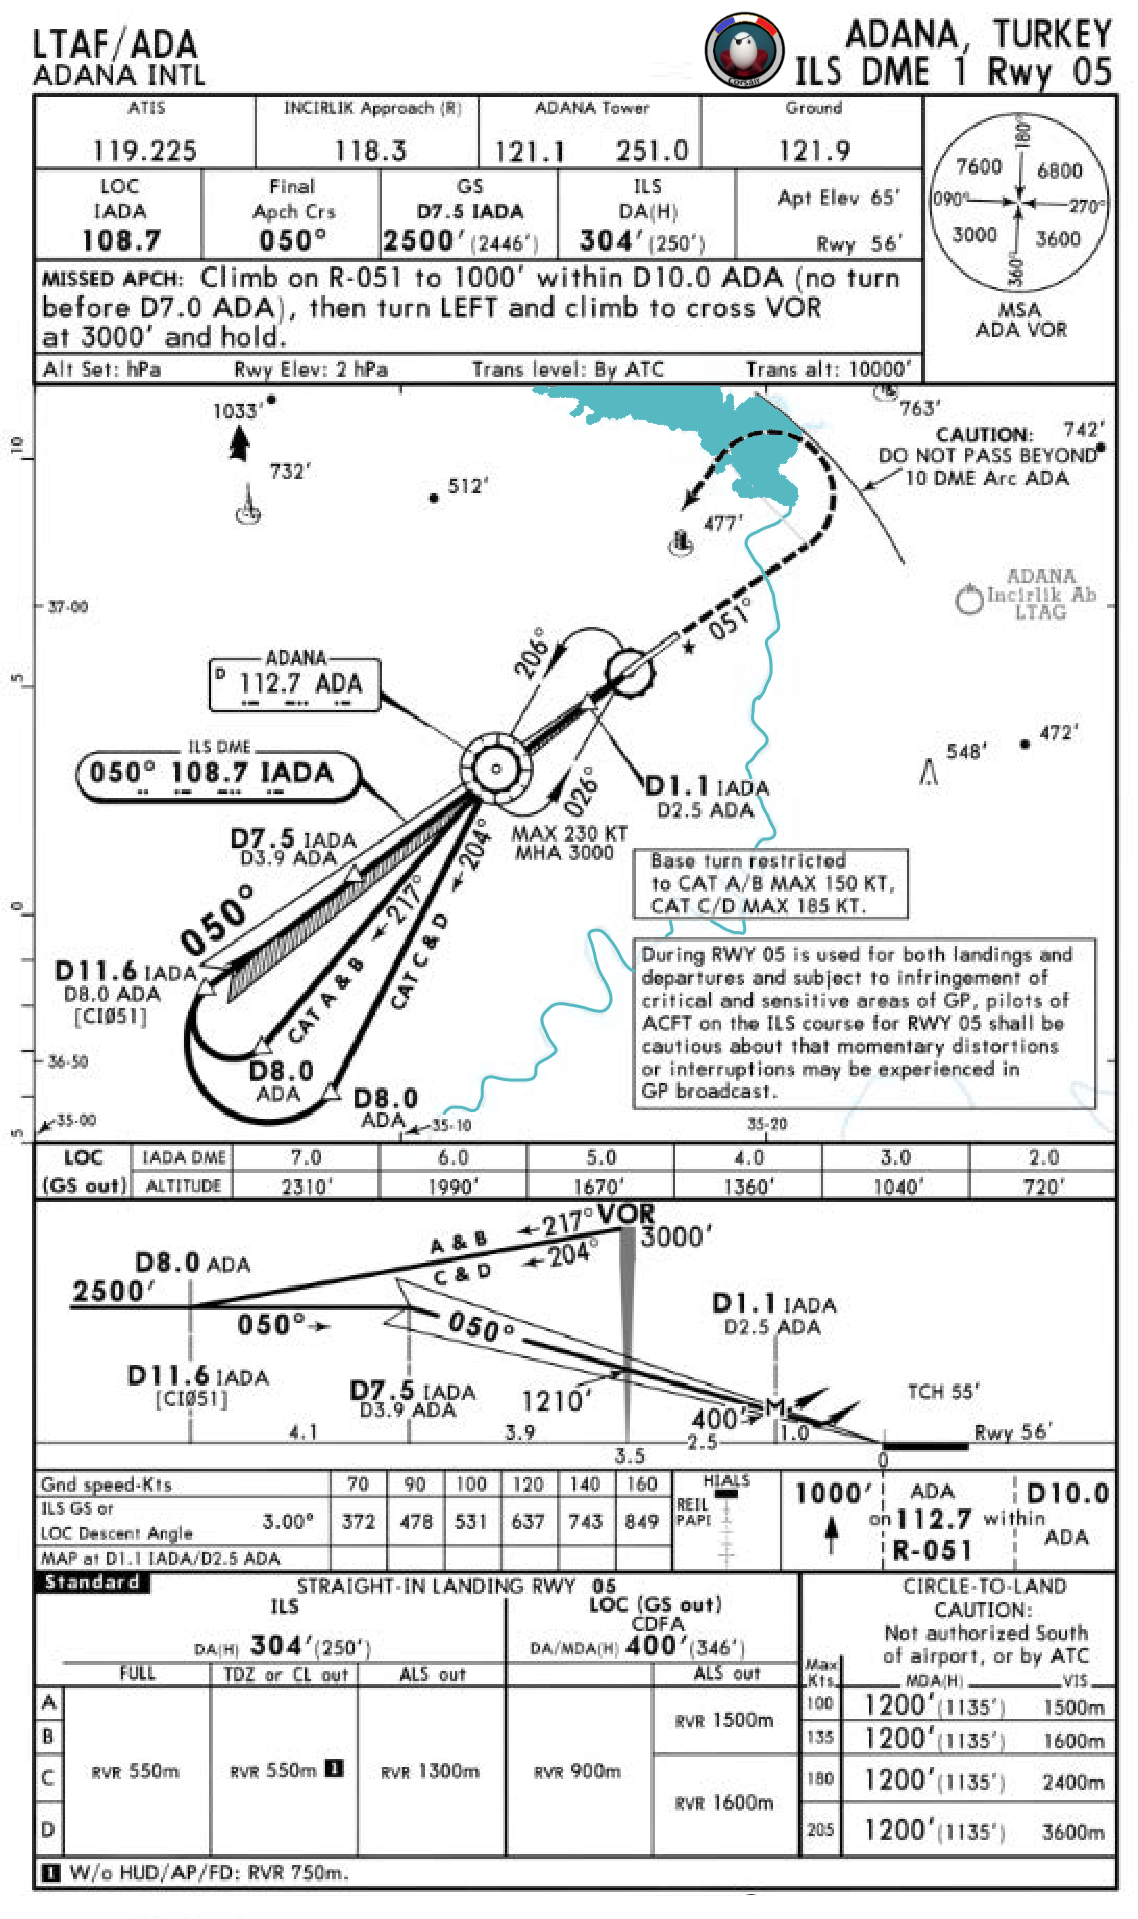 LTAF/ADA
ADANA INTL
Corsair
ADANA, TURKEY
ILS DME 1 Rwy 05
ATIS
119.225
INCIRLIK Approach (R)
118.3
ADANA Tower
121.1 251.0
Ground
121.9
LOC
IADA
108.7
Final
Apch Crs
050°
GS
D7.5 IADA
2500' (2446')
ILS
DA(H)
304' (250')
Apt Elev 65'
Rwy 56'
180°
7600 6800
090° 270°
3000 3600
360°
MSA
ADA VOR
MISSED APCH: Climb on R-051 to 1000' within D10.0 ADA (no turn
before D7.0 ADA), then turn LEFT and climb to cross VOR
at 3000' and hold.
Alt Set: hPa Rwy Elev: 2 hPa Trans level: By ATC Trans alt: 10000'
1033'
732'
512'
763'
742'
CAUTION:
DO NOT PASS BEYOND
10 DME Arc ADA
477'
10
37-00
ADANA
Incirlik Ab
LTAG
051°
206°
ADANA
D 112.7 ADA
5
ILS DME
050° 108.7 IADA
472'
548'
026°
D1.1 IADA
D2.5 ADA
D7.5 IADA
D3.9 ADA
MAX 230 KT
MHA 3000
204°
217°
Base turn restricted
to CAT A/B MAX 150 KT,
CAT C/D MAX 185 KT.
050°
0
CAT A & B
CAT C & D
D11.6 IADA
D8.0 ADA
[CI051]
During RWY 05 is used for both landings and
departures and subject to infringement of
critical and sensitive areas of GP, pilots of
ACFT on the ILS course for RWY 05 shall be
cautious about that momentary distortions
or interruptions may be experienced in
GP broadcast.
36-50
D8.0
ADA
D8.0
ADA
5
35-00
35-10
35-20
LOC IADA DME 7.0 6.0 5.0 4.0 3.0 2.0
(GS out) ALTITUDE 2310' 1990' 1670' 1360' 1040' 720'
217° VOR
A & B
204° 3000'
C & D
D8.0 ADA
2500'
050°
050°
D1.1 IADA
D2.5 ADA
D11.6 IADA
[CI051]
D7.5 IADA
D3.9 ADA
1210'
400'
M
TCH 55'
4.1 3.9 2.5 1.0 Rwy 56'
3.5 0
Gnd speed-Kts 70 90 100 120 140 160
ILS GS or
LOC Descent Angle 3.00° 372 478 531 637 743 849
MAP at D1.1 IADA/D2.5 ADA
HIALS
REIL
PAPI
1000' ADA D10.0
on 112.7 within
R-051 ADA
Standard
STRAIGHT-IN LANDING RWY 05
ILS
DA(H) 304' (250')
LOC (GS out)
CDFA
DA/MDA(H) 400' (346')
CIRCLE-TO-LAND
CAUTION:
Not authorized South
of airport, or by ATC
FULL TDZ or CL out ALS out ALS out
Max
Kts
MDA(H) VIS
A
B
C
D
RVR 550m
RVR 550m 1
RVR 1300m
RVR 900m
RVR 1500m
RVR 1600m
100 1200' (1135') 1500m
135 1200' (1135') 1600m
180 1200' (1135') 2400m
205 1200' (1135') 3600m
1 W/o HUD/AP/FD: RVR 750m.